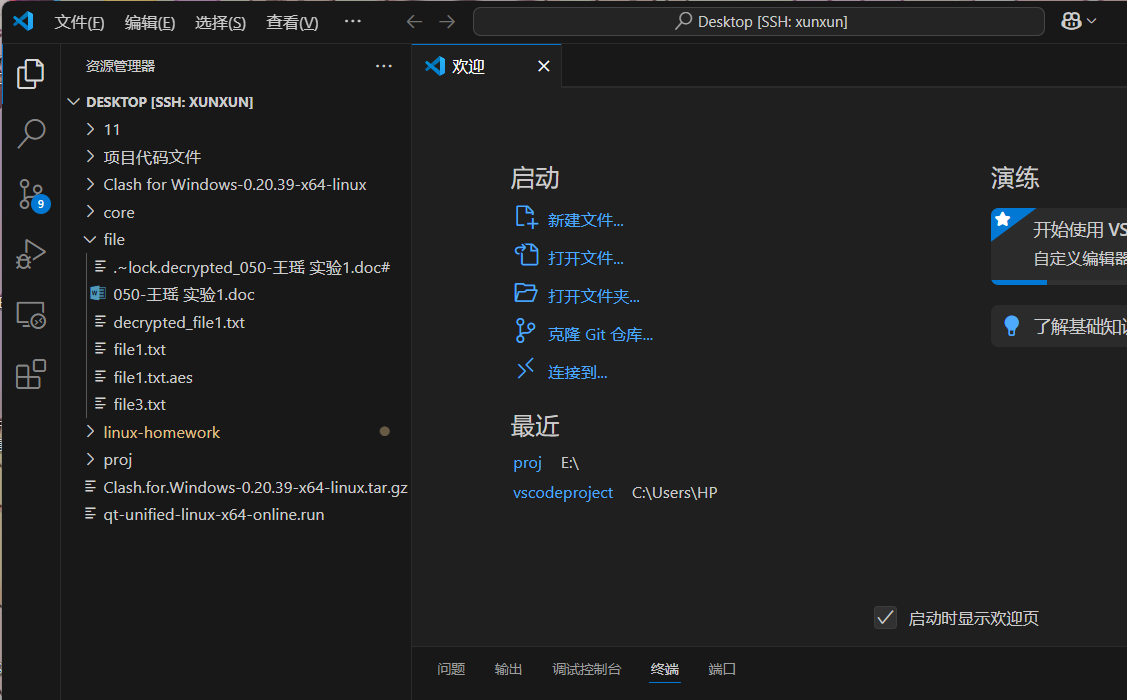 文件(F) 编辑(E) 选择(S) 查看(V) ··· Desktop [SSH: xunxun]
资源管理器 ···
欢迎
DESKTOP [SSH: XUNXUN]
11
项目代码文件
Clash for Windows-0.20.39-x64-linux
core
file
.~lock.decrypted_050-王瑶 实验1.doc#
050-王瑶 实验1.doc
decrypted_file1.txt
file1.txt
file1.txt.aes
file3.txt
linux-homework
proj
Clash.for.Windows-0.20.39-x64-linux.tar.gz
qt-unified-linux-x64-online.run
9
启动
新建文件...
打开文件...
打开文件夹...
克隆 Git 仓库...
连接到...
最近
proj E:\
vscodeproject C:\Users\HP
演练
开始使用 VS
自定义编辑器
了解基础知识
启动时显示欢迎页
问题 输出 调试控制台 终端 端口